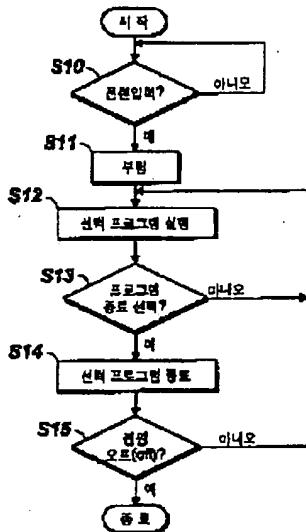 시 작
S10
전원입력?
아니오
예
S11
부팅
S12
선택 프로그램 실행
S13
프로그램
종료 선택?
아니오
예
S14
선택 프로그램 종료
S15
전원
오프(off)?
아니오
예
종 료